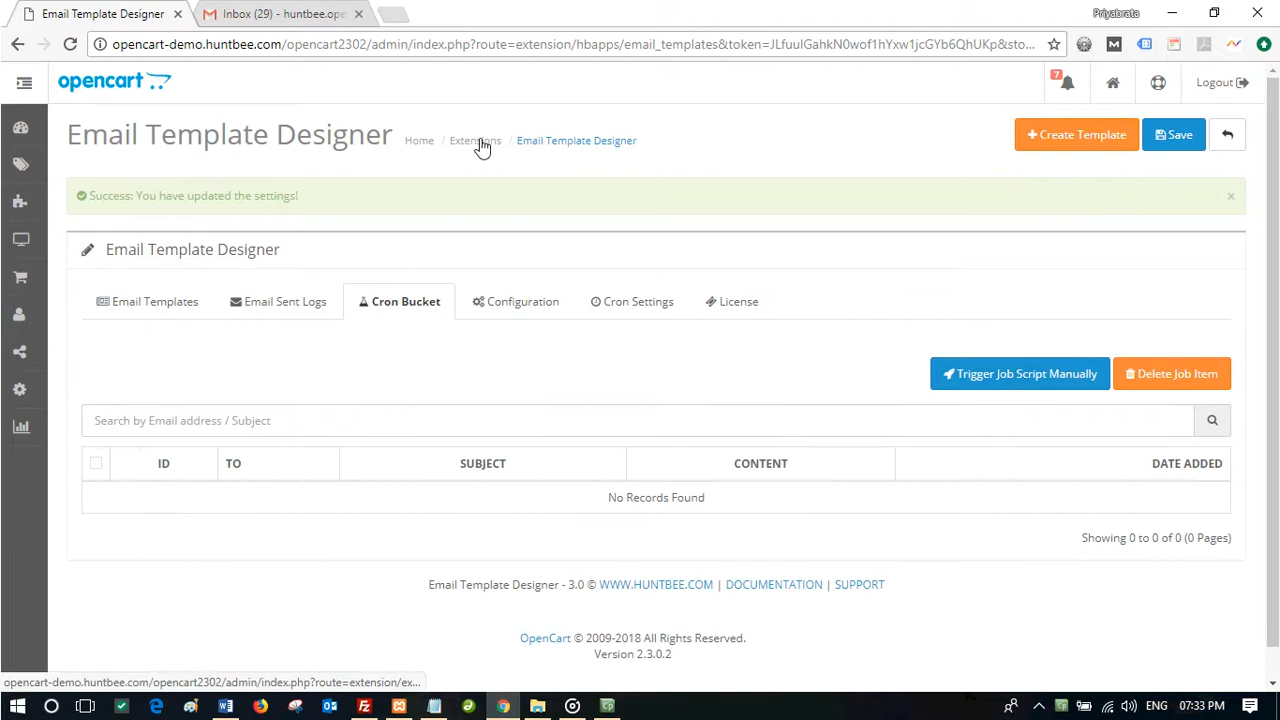 Email Template Designer
Inbox (29) - huntbee.ope
Priyabrata
opencart-demo.huntbee.com/opencart2302/admin/index.php?route=extension/hbapps/email_templates&token=JLfuulGahkN0wof1hYxw1jcGYb6QhUKp&sto...
opencart
7
Logout
Email Template Designer
Home / Extensions / Email Template Designer
Create Template
Save
Success: You have updated the settings!
×
Email Template Designer
Email Templates
Email Sent Logs
Cron Bucket
Configuration
Cron Settings
License
Trigger Job Script Manually
Delete Job Item
Search by Email address / Subject
ID TO SUBJECT CONTENT DATE ADDED
No Records Found
Showing 0 to 0 of 0 (0 Pages)
Email Template Designer - 3.0 © WWW.HUNTBEE.COM | DOCUMENTATION | SUPPORT
OpenCart © 2009-2018 All Rights Reserved.
Version 2.3.0.2
opencart-demo.huntbee.com/opencart2302/admin/index.php?route=extension/ex...
ENG 07:33 PM